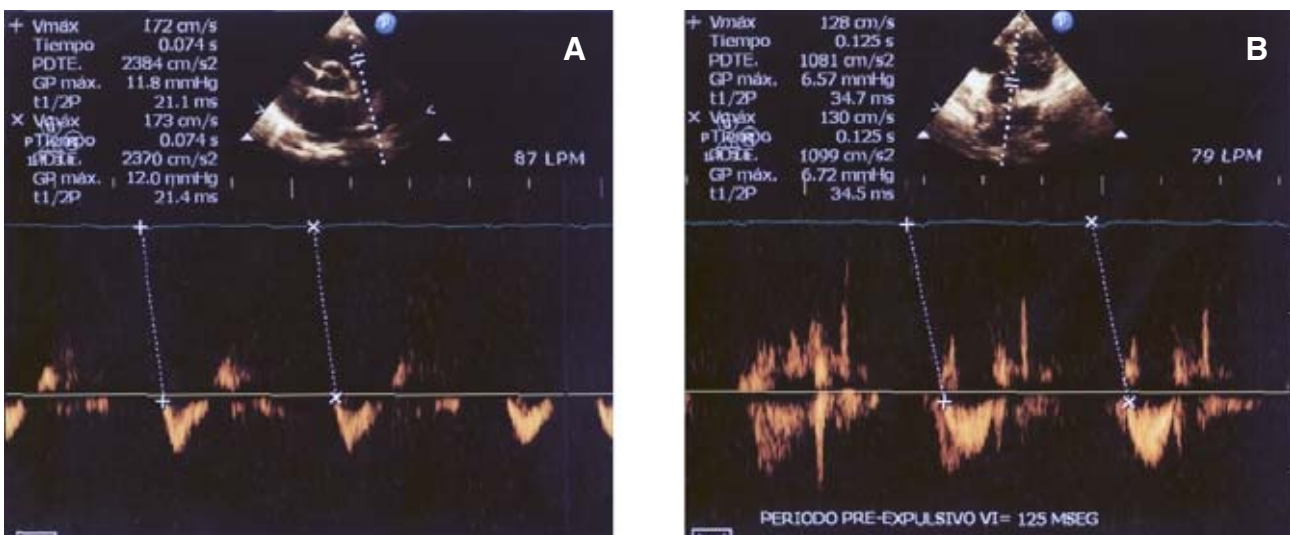 + Vmáx 172 cm/s
Tiempo 0.074 s
PDTE. 2384 cm/s2
GP máx. 11.8 mmHg
t1/2P 21.1 ms
× Vmáx 173 cm/s
Tiempo 0.074 s
PDTE. 2370 cm/s2
GP máx. 12.0 mmHg
t1/2P 21.4 ms
A
P
87 LPM
+ Vmáx 128 cm/s
Tiempo 0.125 s
PDTE. 1081 cm/s2
GP máx. 6.57 mmHg
t1/2P 34.7 ms
× Vmáx 130 cm/s
Tiempo 0.125 s
PDTE. 1099 cm/s2
GP máx. 6.72 mmHg
t1/2P 34.5 ms
B
P
79 LPM
PERIODO PRE-EXPULSIVO VI= 125 MSEG